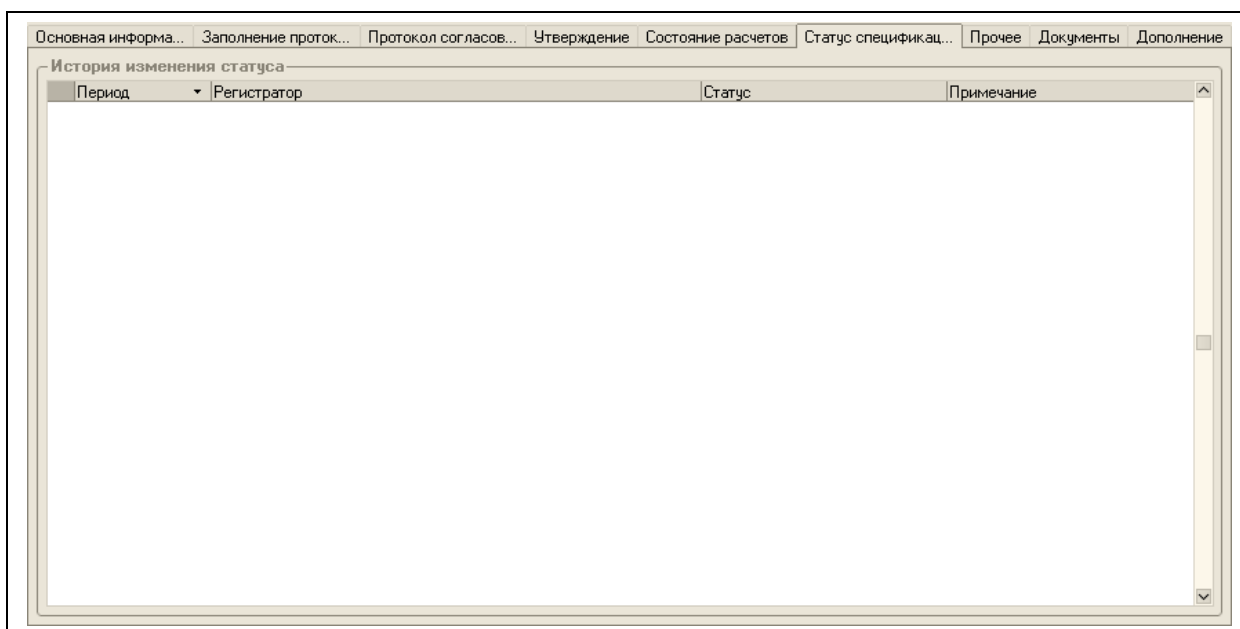 Основная информа... Заполнение проток... Протокол согласов... Утверждение Состояние расчетов Статус спецификац... Прочее Документы Дополнение
История изменения статуса
Период Регистратор Статус Примечание